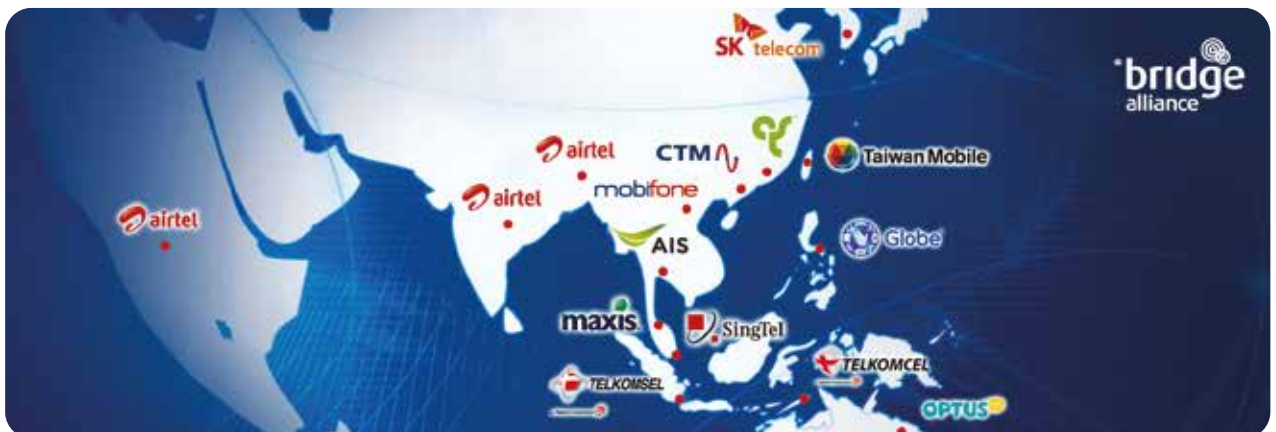 SK telecom
bridge
alliance
airtel
CTM
Taiwan Mobile
airtel
mobifone
airtel
AIS
Globe
maxis
SingTel
TELKOMCEL
TELKOMSEL
OPTUS